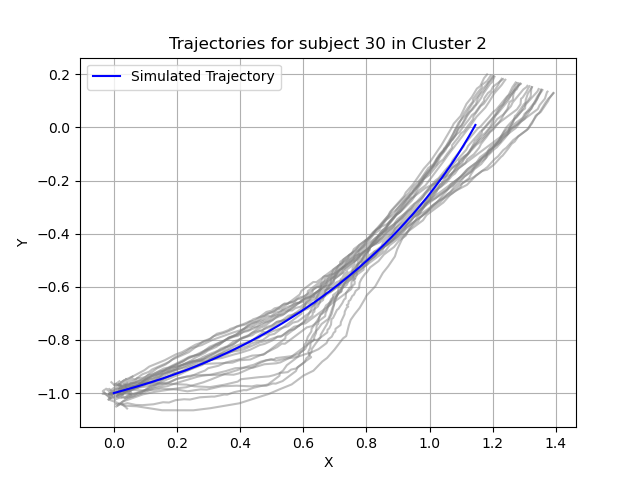 Trajectories for subject 30 in Cluster 2
Simulated Trajectory
0.2
0.0
−0.2
−0.4
−0.6
−0.8
−1.0
Y
0.0 0.2 0.4 0.6 0.8 1.0 1.2 1.4
X